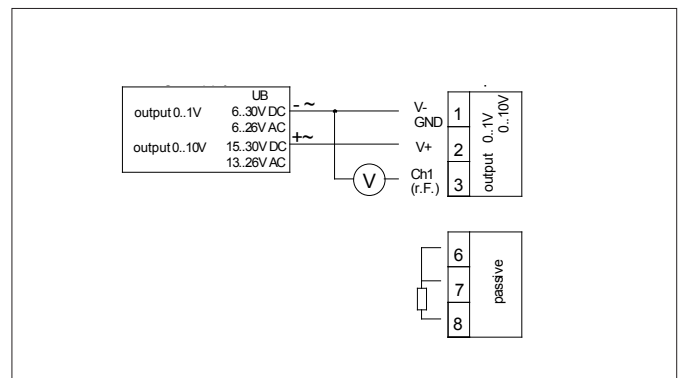 UB
output 0..1V
6..30V DC
6..26V AC
output 0..10V
15..30V DC
13..26V AC
- ~
+~
V
V-
GND
V+
Ch1
(r.F.)
1
2
3
output 0..1V
0..10V
6
7
8
passive